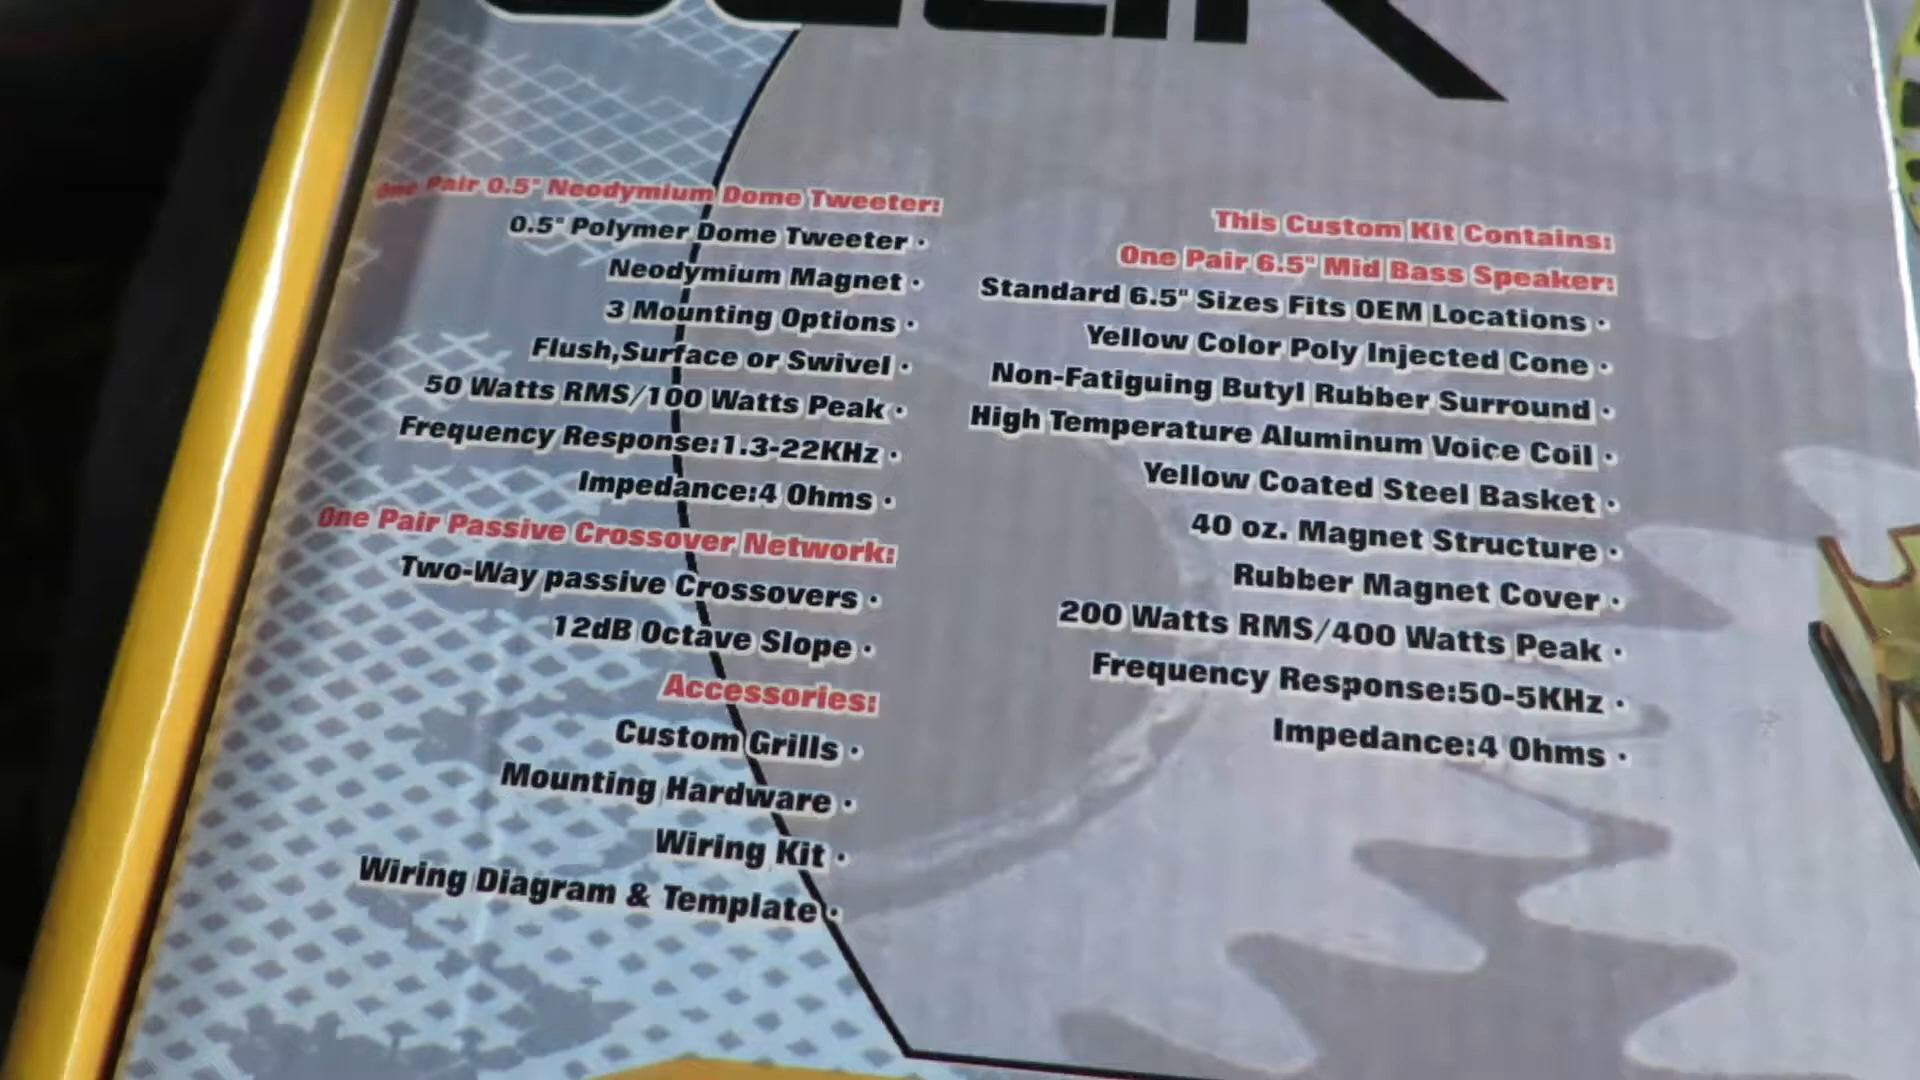 One Pair 0.5" Neodymium Dome Tweeter:
0.5" Polymer Dome Tweeter •
Neodymium Magnet •
3 Mounting Options •
Flush,Surface or Swivel •
50 Watts RMS/100 Watts Peak •
Frequency Response:1.3-22KHz •
Impedance:4 Ohms •
One Pair Passive Crossover Network:
Two-Way passive Crossovers •
12dB Octave Slope •
Accessories:
Custom Grills •
Mounting Hardware •
Wiring Kit •
Wiring Diagram & Template •
This Custom Kit Contains:
One Pair 6.5" Mid Bass Speaker:
Standard 6.5" Sizes Fits OEM Locations •
Yellow Color Poly Injected Cone •
Non-Fatiguing Butyl Rubber Surround •
High Temperature Aluminum Voice Coil •
Yellow Coated Steel Basket •
40 oz. Magnet Structure •
Rubber Magnet Cover •
200 Watts RMS/400 Watts Peak •
Frequency Response:50-5KHz •
Impedance:4 Ohms •